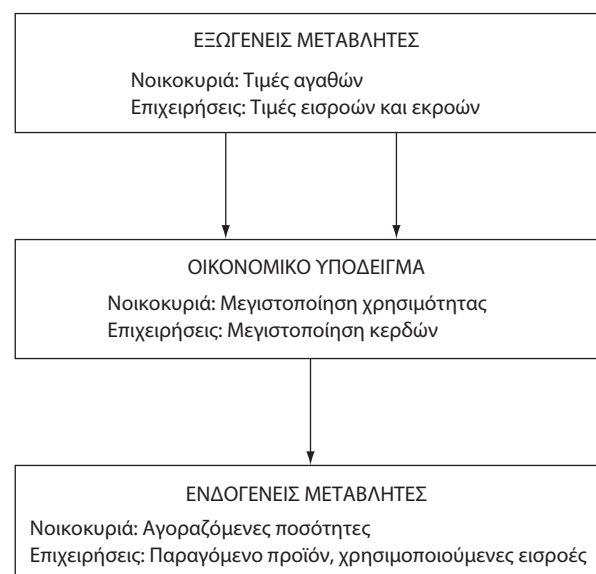 ΕΞΩΓΕΝΕΙΣ ΜΕΤΑΒΛΗΤΕΣ
Νοικοκυριά: Τιμές αγαθών
Επιχειρήσεις: Τιμές εισροών και εκροών
ΟΙΚΟΝΟΜΙΚΟ ΥΠΟΔΕΙΓΜΑ
Νοικοκυριά: Μεγιστοποίηση χρησιμότητας
Επιχειρήσεις: Μεγιστοποίηση κερδών
ΕΝΔΟΓΕΝΕΙΣ ΜΕΤΑΒΛΗΤΕΣ
Νοικοκυριά: Αγοραζόμενες ποσότητες
Επιχειρήσεις: Παραγόμενο προϊόν, χρησιμοποιούμενες εισροές